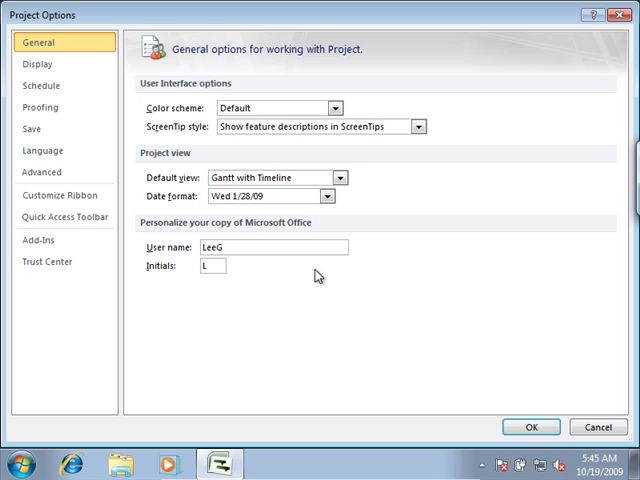 Project Options
General
Display
Schedule
Proofing
Save
Language
Advanced
Customize Ribbon
Quick Access Toolbar
Add-Ins
Trust Center
General options for working with Project.
User Interface options
Color scheme: Default
ScreenTip style: Show feature descriptions in ScreenTips
Project view
Default view: Gantt with Timeline
Date format: Wed 1/28/09
Personalize your copy of Microsoft Office
User name: LeeG
Initials: L
OK Cancel
5:45 AM
10/19/2009